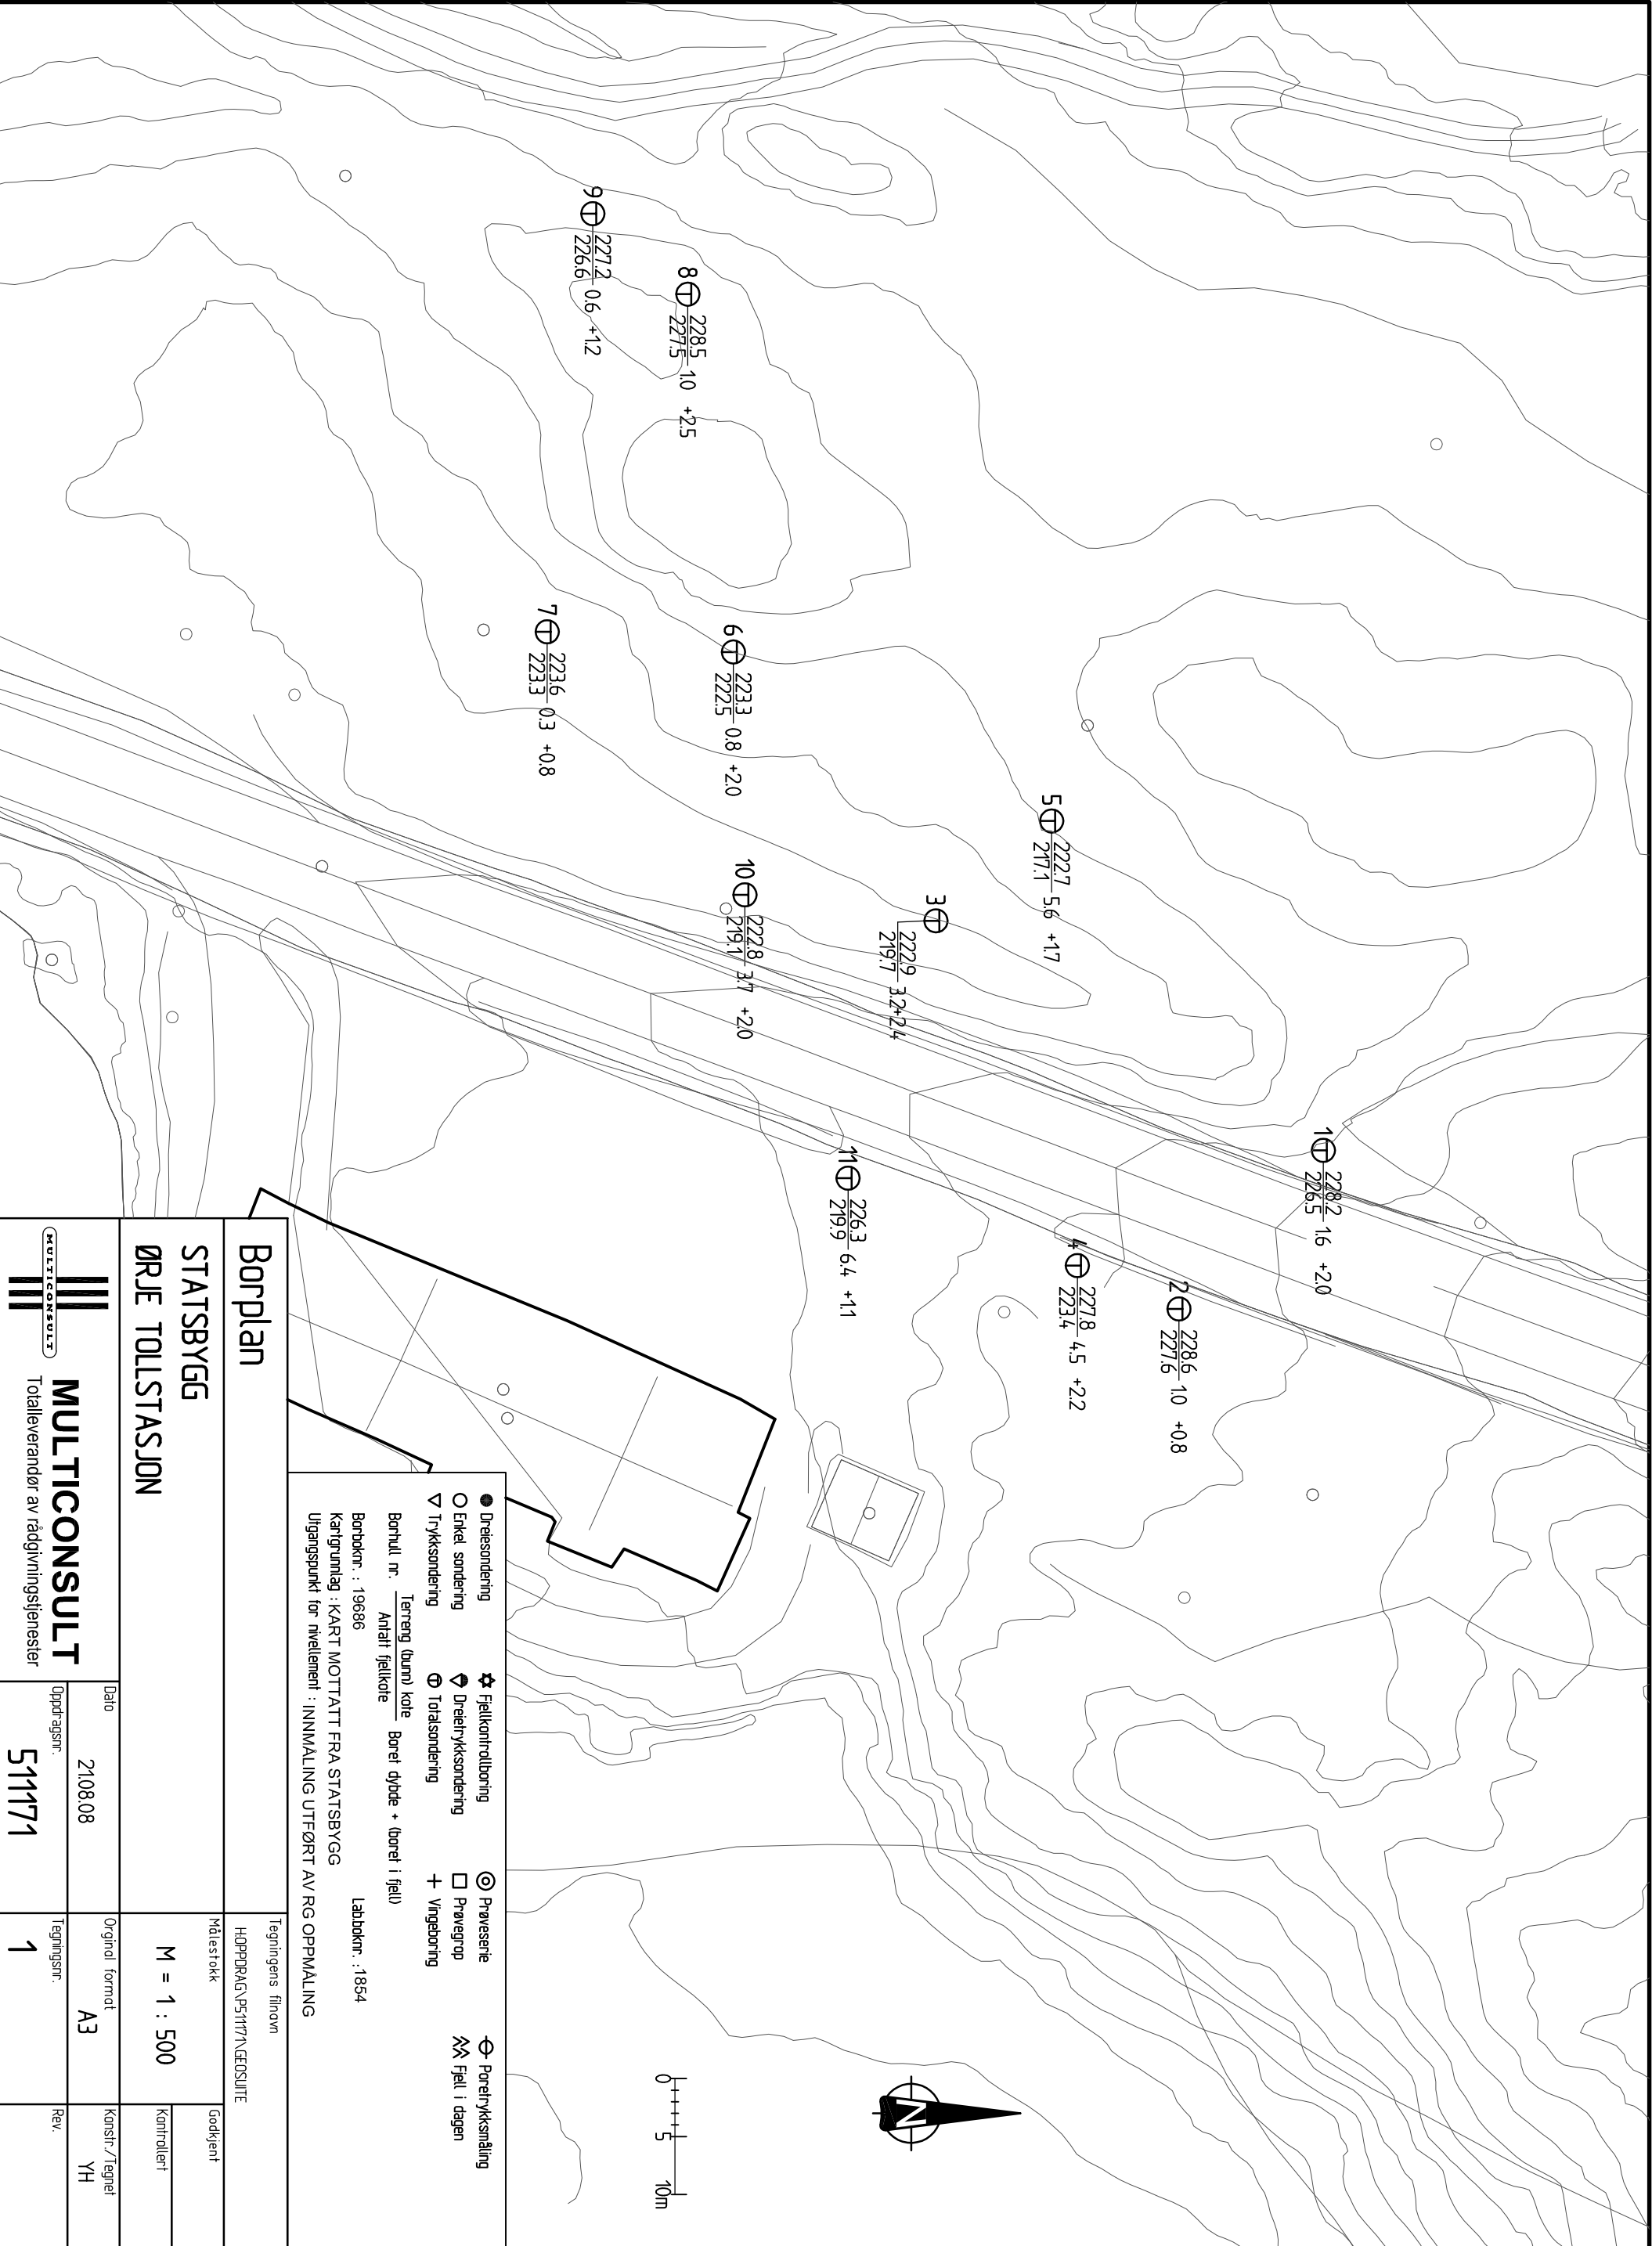 9
227.2
226.6
0.6 +1.2
8
228.5
227.5
1.0 +2.5
7
223.6
223.3
0.3 +0.8
6
223.3
222.5
0.8 +2.0
5
222.7
217.1
5.6 +1.7
10
222.8
219.1
3.7 +2.0
3
222.9
219.7
3.2+2.4
1
228.2
226.5
1.6 +2.0
11
226.3
219.9
6.4 +1.1
4
227.8
223.4
4.5 +2.2
2
228.6
227.6
1.0 +0.8
N
0 5 10m
Dreiesondering Fjellkontrollboring Prøveserie Poretrykksmåling
Enkel sondering Dreietrykksondering Prøvegrop Fjell i dagen
Trykksondering Totalsondering Vingeboring
Terreng (bunn) kote
Borhull nr. Boret dybde + (boret i fjell)
Antatt fjellkote
Borboknr. : 19686 Lab.boknr. : 1854
Kartgrunnlag : KART MOTTATT FRA STATSBYGG
Utgangspunkt for nivellement : INNMÅLING UTFØRT AV RG OPPMÅLING
Borplan
Tegningens filnavn
H:OPPDRAG\P511171\GEOSUITE
STATSBYGG
ØRJE TOLLSTASJON
Målestokk
M = 1 : 500
Godkjent
Kontrollert
MULTICONSULT
MULTICONSULT
Totalleverandør av rådgivningstjenester
Dato
21.08.08
Orginal format
A3
Konstr./Tegnet
YH
Oppdragsnr.
511171
Tegningsnr.
1
Rev.